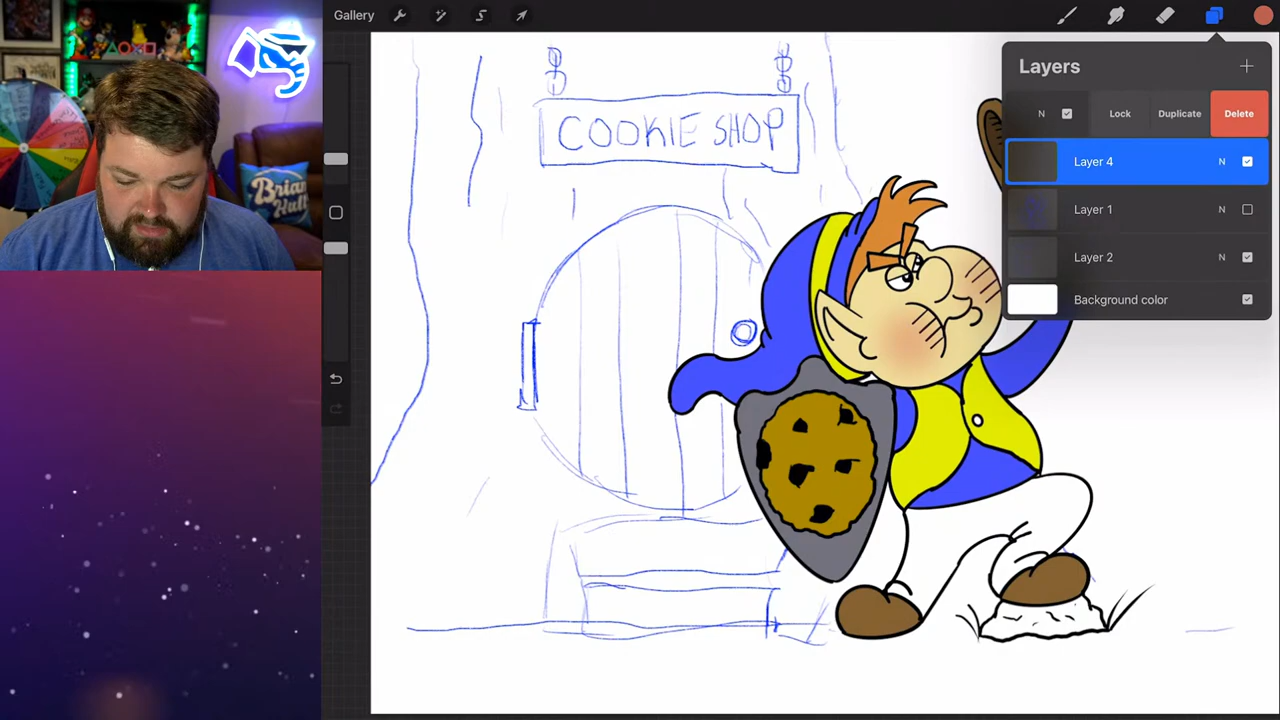 Gallery
Layers
N Lock Duplicate Delete
Layer 4 N
Layer 1 N
Layer 2 N
Background color
COOKIE SHOP
Brian
Hull